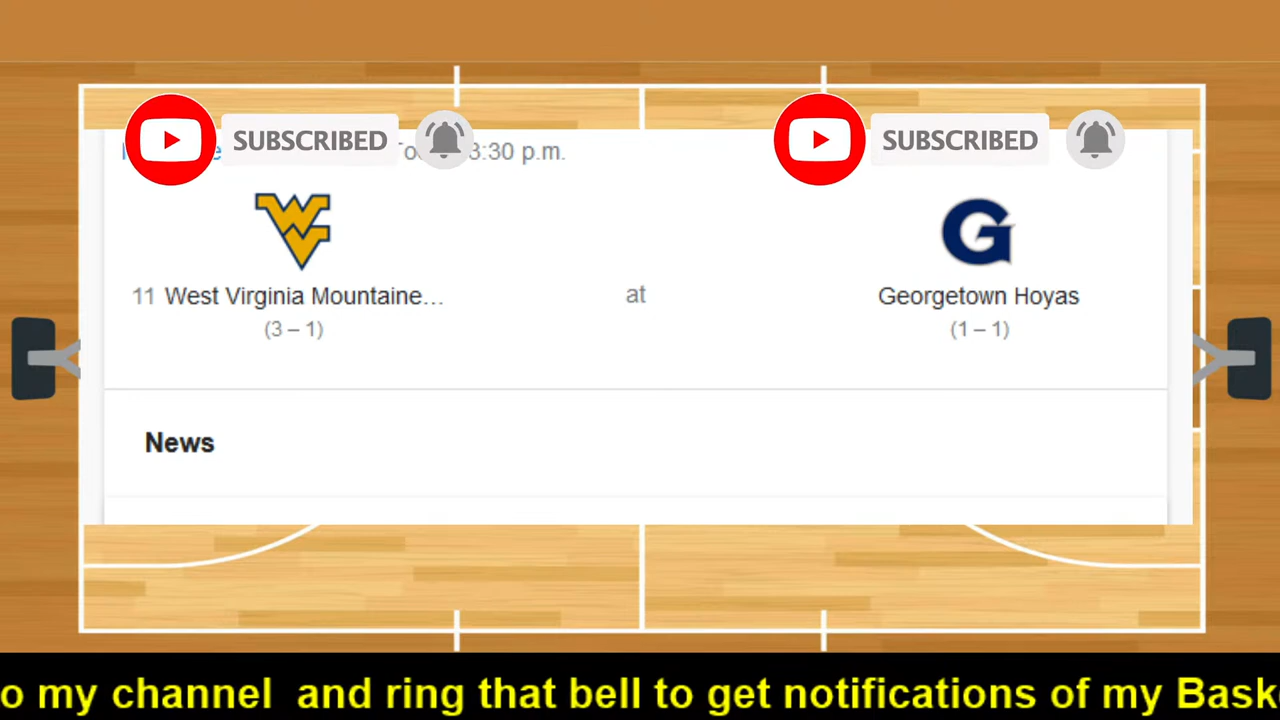 SUBSCRIBED SUBSCRIBED
3:30 p.m.
11 West Virginia Mountaine… at Georgetown Hoyas
(3 – 1) (1 – 1)
News
o my channel and ring that bell to get notifications of my Bask